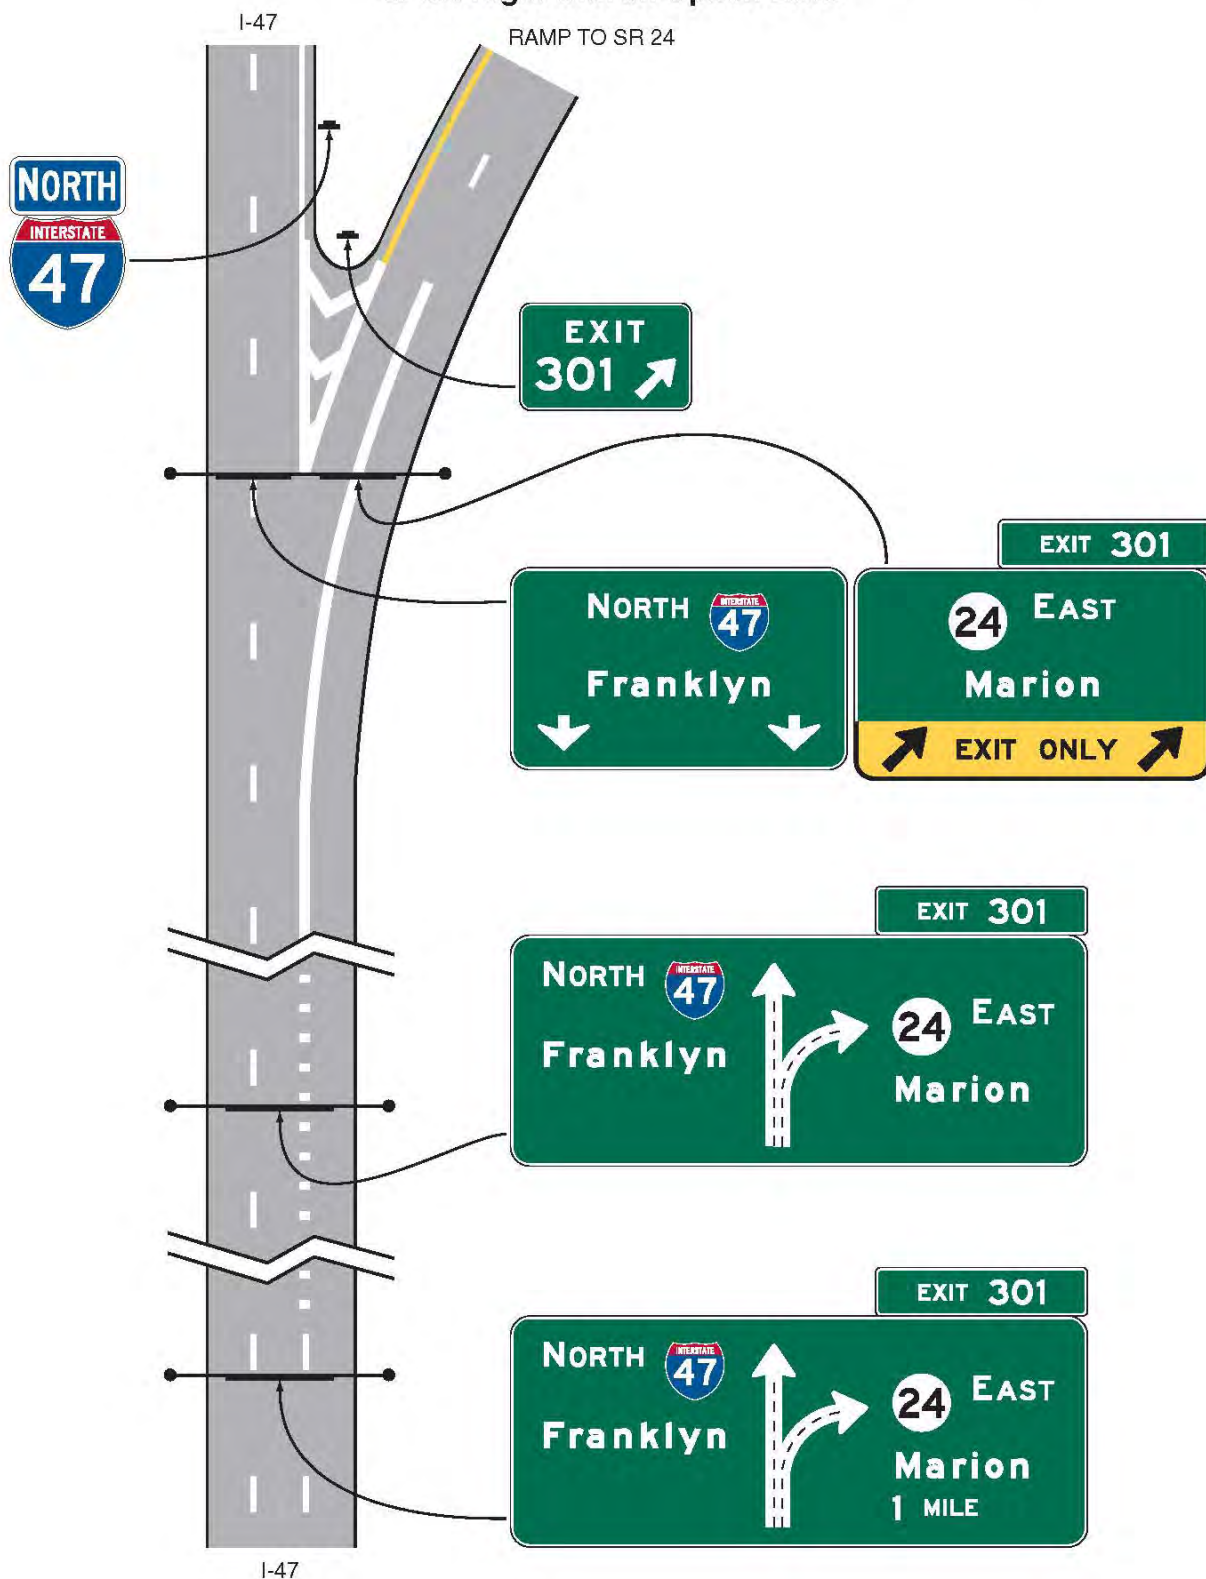 I-47
RAMP TO SR 24
NORTH
INTERSTATE
47
EXIT
301
EXIT 301
NORTH
INTERSTATE
47
Franklyn
24
EAST
Marion
EXIT ONLY
EXIT 301
NORTH
INTERSTATE
47
Franklyn
24
EAST
Marion
EXIT 301
NORTH
INTERSTATE
47
Franklyn
24
EAST
Marion
1 MILE
I-47